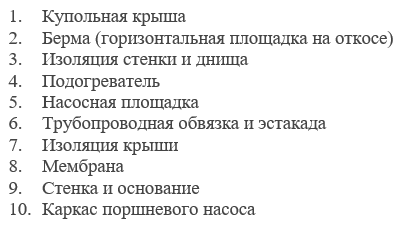 1. Купольная крыша
2. Берма (горизонтальная площадка на откосе)
3. Изоляция стенки и днища
4. Подогреватель
5. Насосная площадка
6. Трубопроводная обвязка и эстакада
7. Изоляция крыши
8. Мембрана
9. Стенка и основание
10. Каркас поршневого насоса